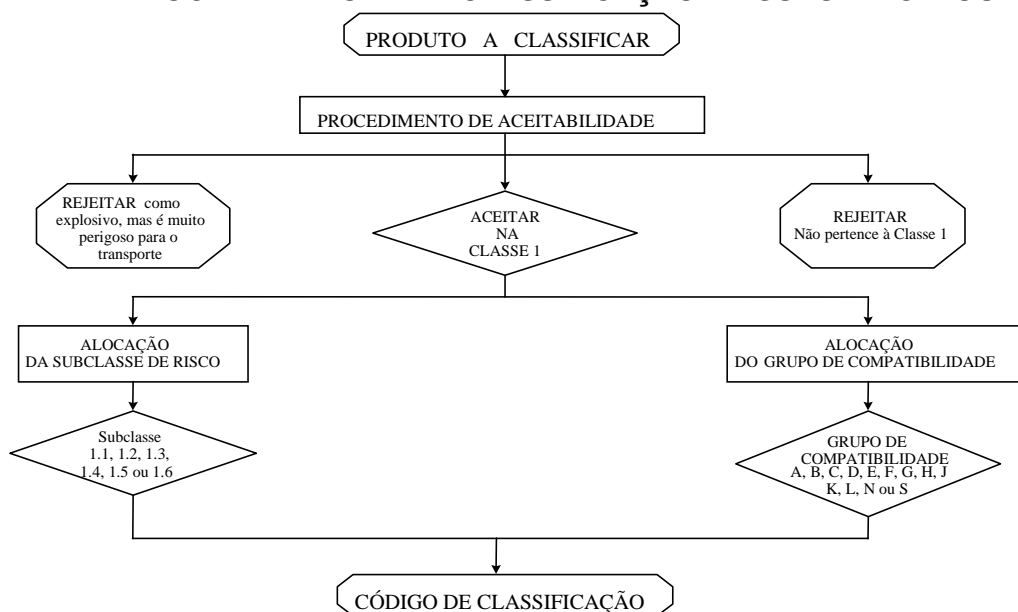 PRODUTO A CLASSIFICAR
PROCEDIMENTO DE ACEITABILIDADE
REJEITAR como
explosivo, mas é muito
perigoso para o
transporte
ACEITAR
NA
CLASSE 1
REJEITAR
Não pertence à Classe 1
ALOCAÇÃO
DA SUBCLASSE DE RISCO
ALOCAÇÃO
DO GRUPO DE COMPATIBILIDADE
Subclasse
1.1, 1.2, 1.3,
1.4, 1.5 ou 1.6
GRUPO DE
COMPATIBILIDADE
A, B, C, D, E, F, G, H, J
K, L, N ou S
CÓDIGO DE CLASSIFICAÇÃO